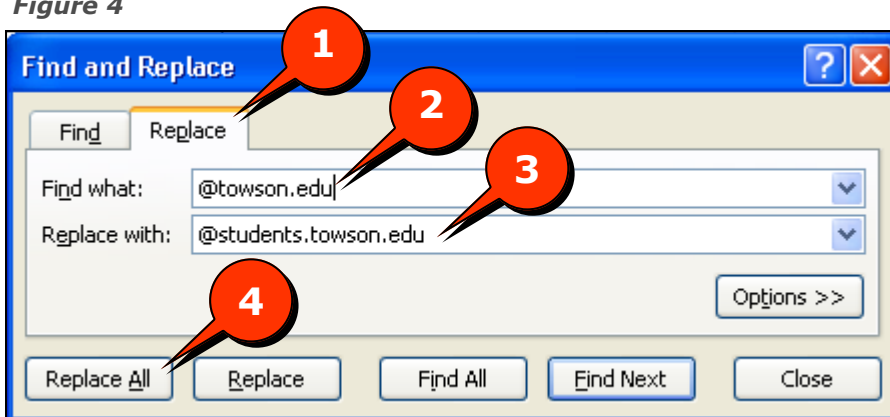 Figure 4
1
Find and Replace
2
Find Replace
3
Find what: @towson.edu
Replace with: @students.towson.edu
4
Options >>
Replace All Replace Find All Find Next Close